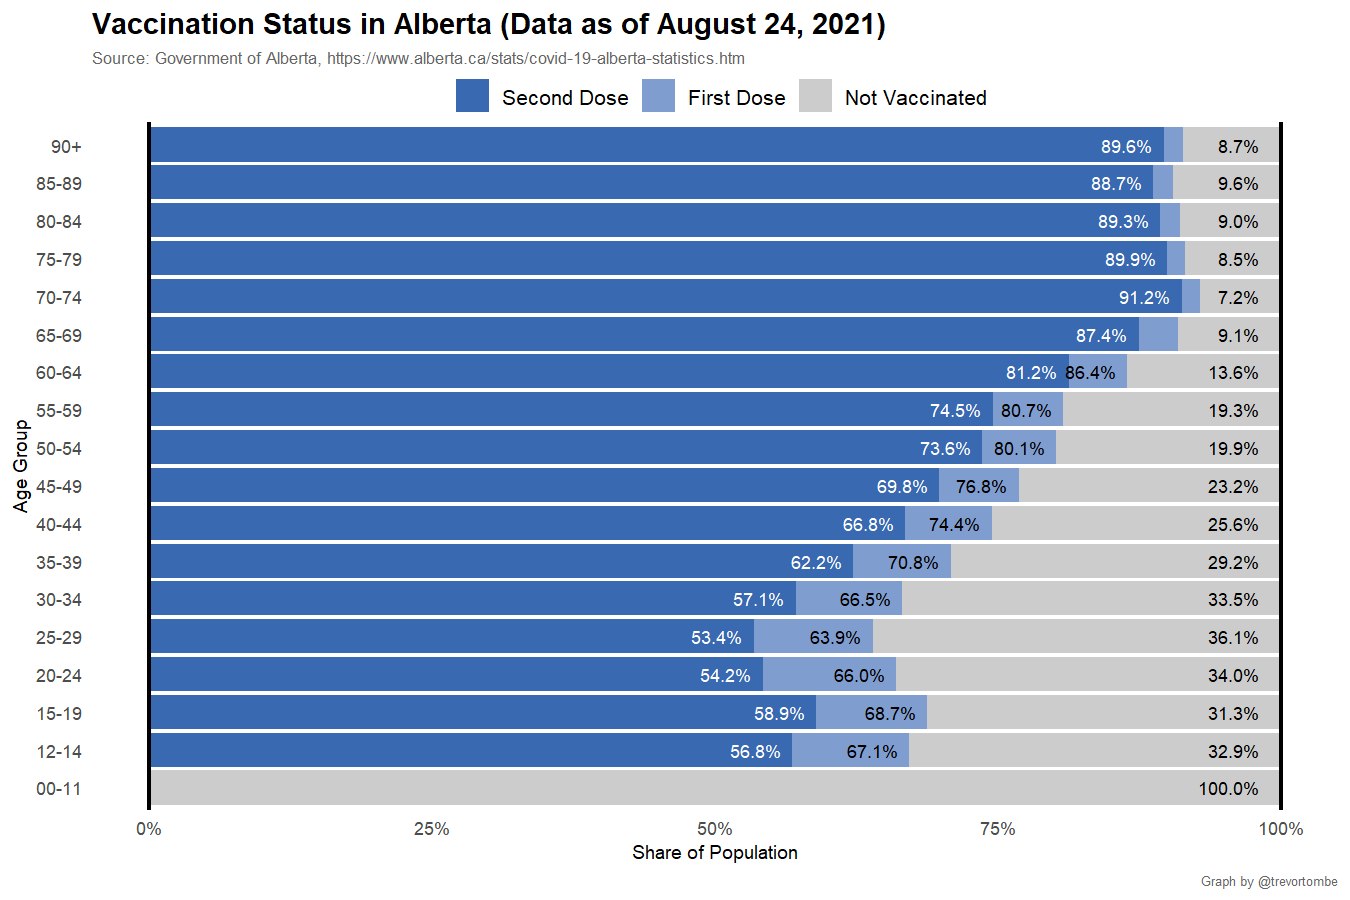 Vaccination Status in Alberta (Data as of August 24, 2021)
Source: Government of Alberta, https://www.alberta.ca/stats/covid-19-alberta-statistics.htm
Second Dose First Dose Not Vaccinated
Age Group
90+ 89.6% 8.7%
85-89 88.7% 9.6%
80-84 89.3% 9.0%
75-79 89.9% 8.5%
70-74 91.2% 7.2%
65-69 87.4% 9.1%
60-64 81.2% 86.4% 13.6%
55-59 74.5% 80.7% 19.3%
50-54 73.6% 80.1% 19.9%
45-49 69.8% 76.8% 23.2%
40-44 66.8% 74.4% 25.6%
35-39 62.2% 70.8% 29.2%
30-34 57.1% 66.5% 33.5%
25-29 53.4% 63.9% 36.1%
20-24 54.2% 66.0% 34.0%
15-19 58.9% 68.7% 31.3%
12-14 56.8% 67.1% 32.9%
00-11 100.0%
0% 25% 50% 75% 100%
Share of Population
Graph by @trevortombe